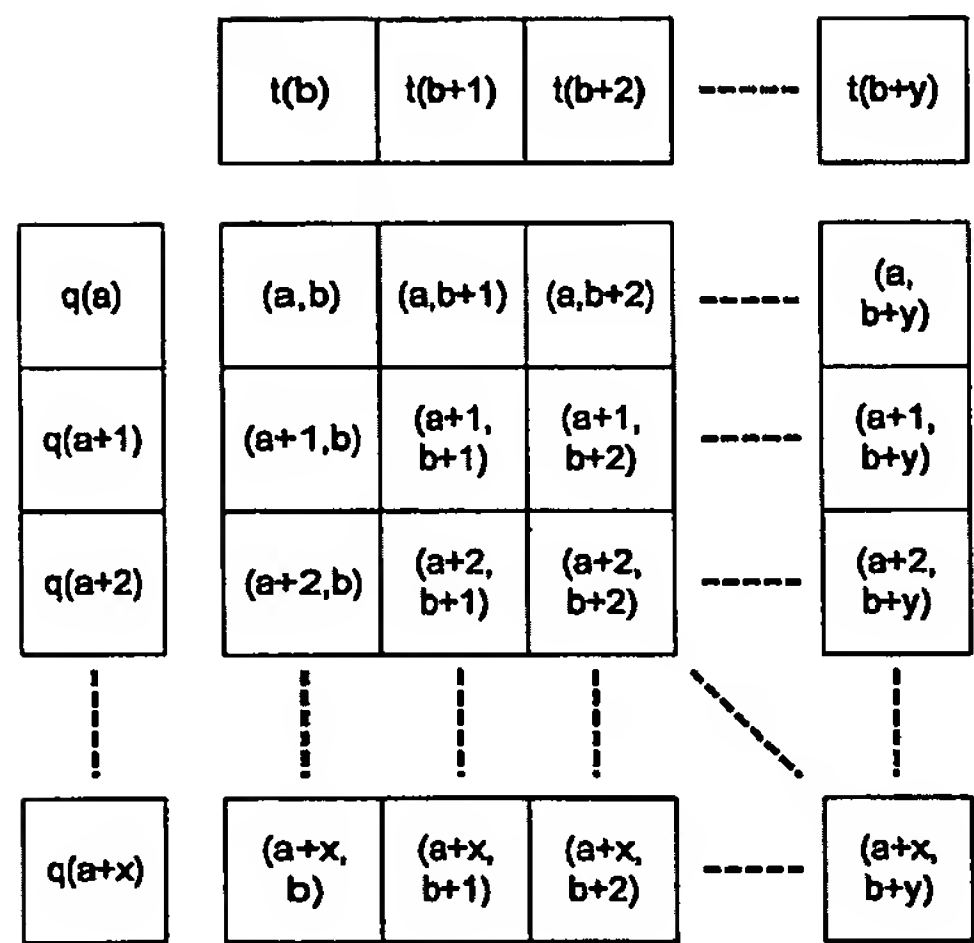 t(b) t(b+1) t(b+2) t(b+y)
q(a) (a,b) (a,b+1) (a,b+2) (a,
b+y)
q(a+1) (a+1,b) (a+1, (a+1, (a+1,
b+1) b+2) b+y)
q(a+2) (a+2,b) (a+2, (a+2, (a+2,
b+1) b+2) b+y)
q(a+x) (a+x, (a+x, (a+x, (a+x,
b) b+1) b+2) b+y)